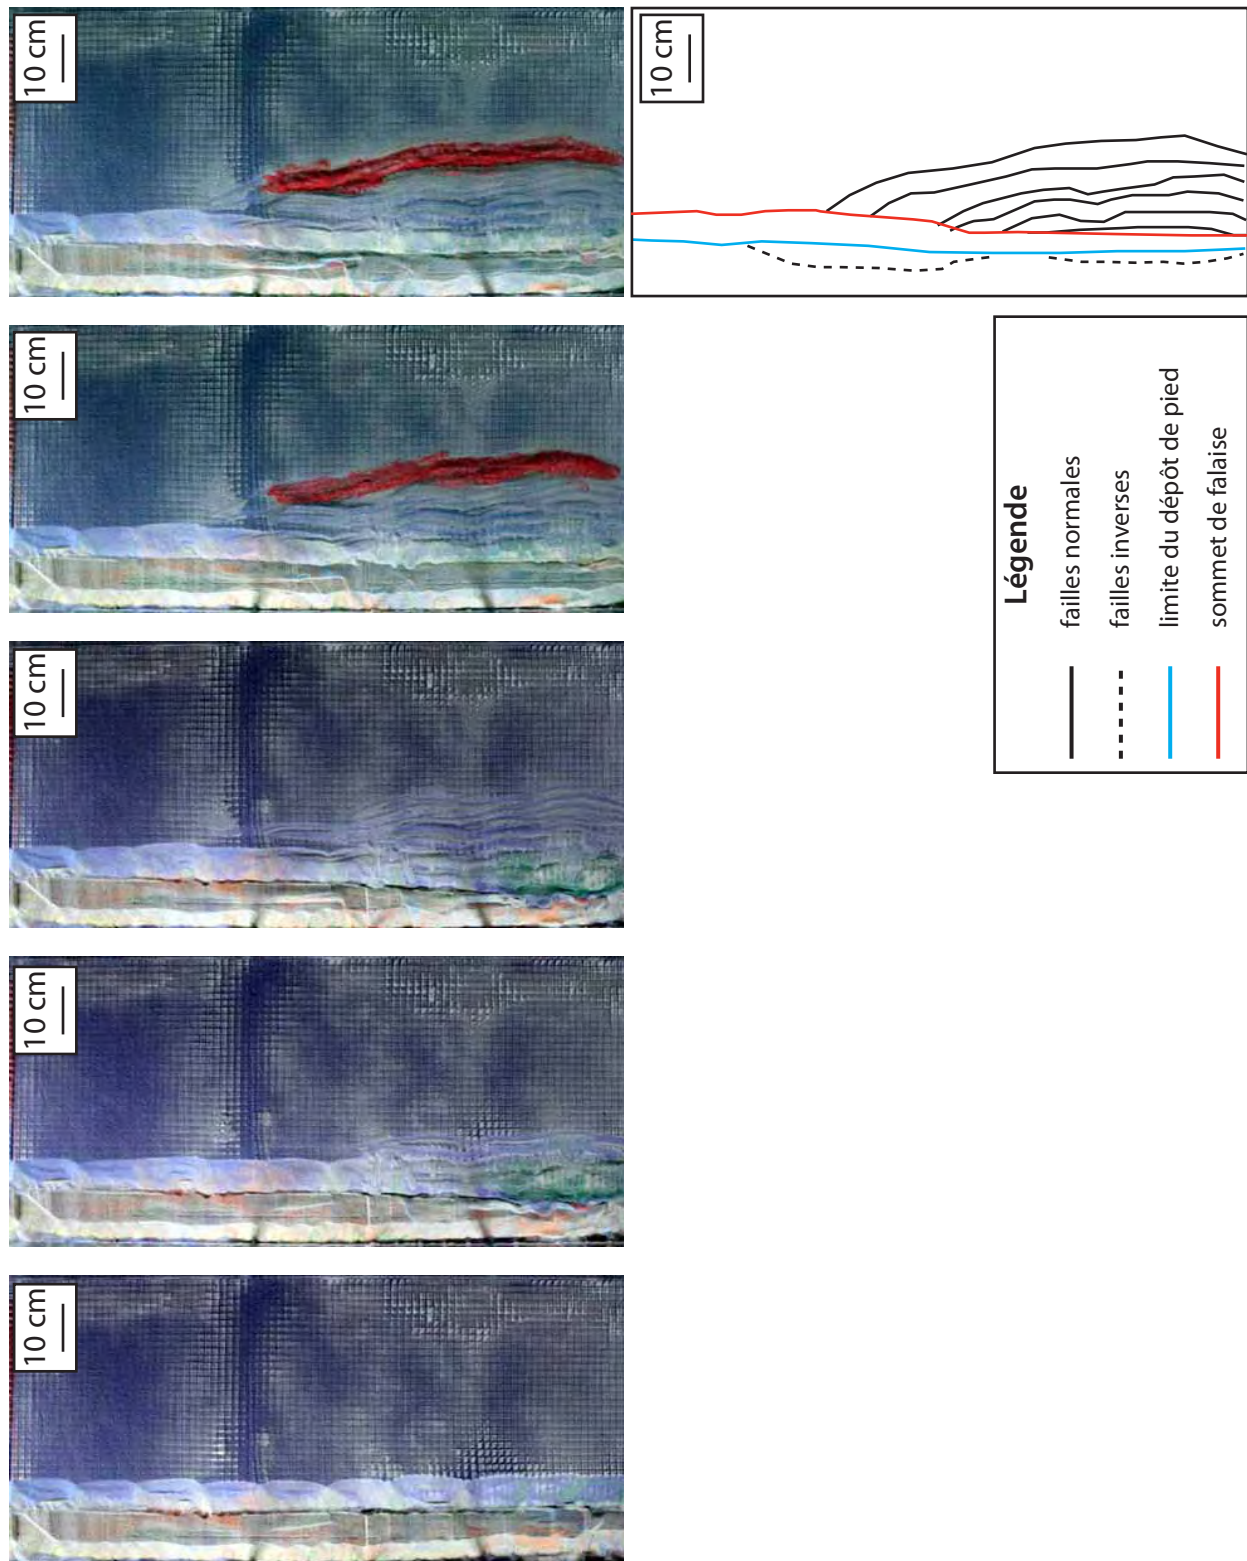 10 cm
10 cm
10 cm
10 cm
10 cm
10 cm
Légende
failles normales
failles inverses
limite du dépôt de pied
sommet de falaise